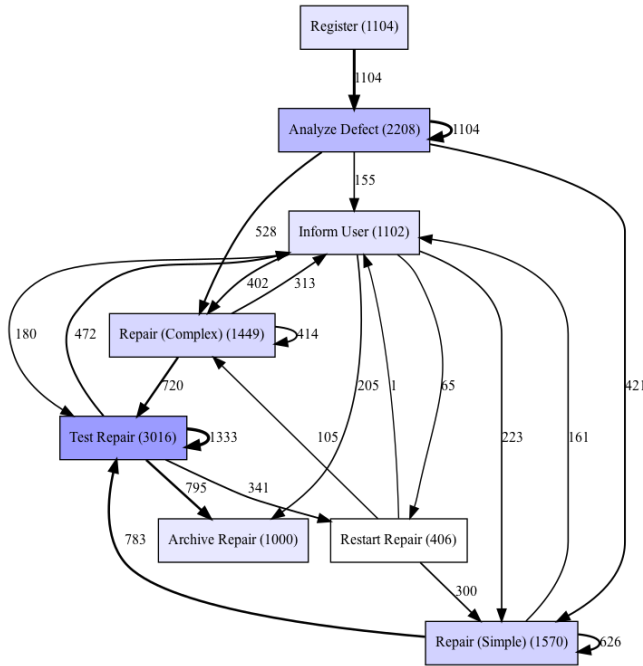 Register (1104)
1104
Analyze Defect (2208)
1104
155
Inform User (1102)
528
402
313
180
472
Repair (Complex) (1449)
414
205
1
65
421
720
Test Repair (3016)
1333
105
223
161
795
341
783
Archive Repair (1000)
Restart Repair (406)
300
Repair (Simple) (1570)
626